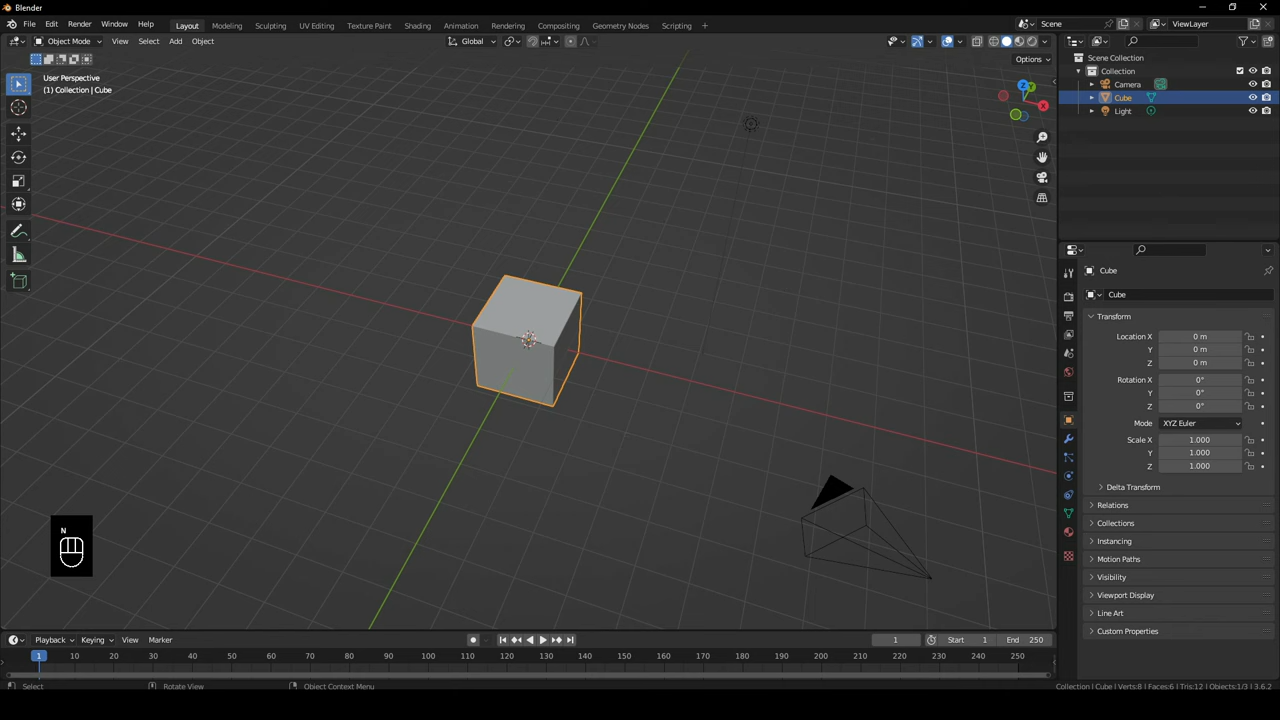 Blender
File Edit Render Window Help
Layout Modeling Sculpting UV Editing Texture Paint Shading Animation Rendering Compositing Geometry Nodes Scripting +
Scene
ViewLayer
Object Mode View Select Add Object
Global
Options
User Perspective
(1) Collection | Cube
Z
Y
X
N
Scene Collection
Collection
Camera
Cube
Light
Cube
Cube
Transform
Location X 0 m
Y 0 m
Z 0 m
Rotation X 0°
Y 0°
Z 0°
Mode XYZ Euler
Scale X 1.000
Y 1.000
Z 1.000
Delta Transform
Relations
Collections
Instancing
Motion Paths
Visibility
Viewport Display
Line Art
Custom Properties
Playback Keying View Marker
1 Start 1 End 250
1 10 20 30 40 50 60 70 80 90 100 110 120 130 140 150 160 170 180 190 200 210 220 230 240 250
Select Rotate View Object Context Menu
Collection | Cube | Verts:8 | Faces:6 | Tris:12 | Objects:1/3 | 3.6.2